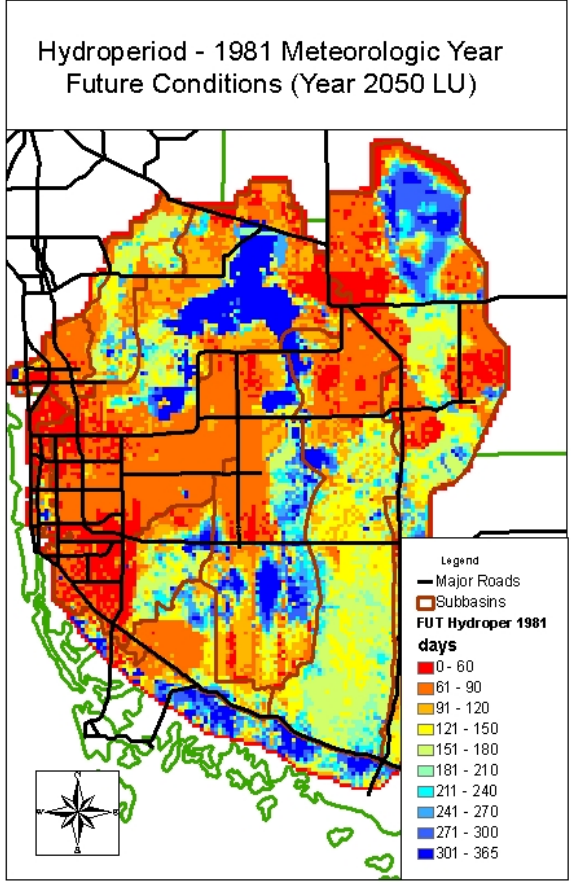 Hydroperiod - 1981 Meteorologic Year
Future Conditions (Year 2050 LU)
Legend
Major Roads
Subbasins
FUT Hydroper 1981
days
0 - 60
61 - 90
91 - 120
121 - 150
151 - 180
181 - 210
211 - 240
241 - 270
271 - 300
301 - 365